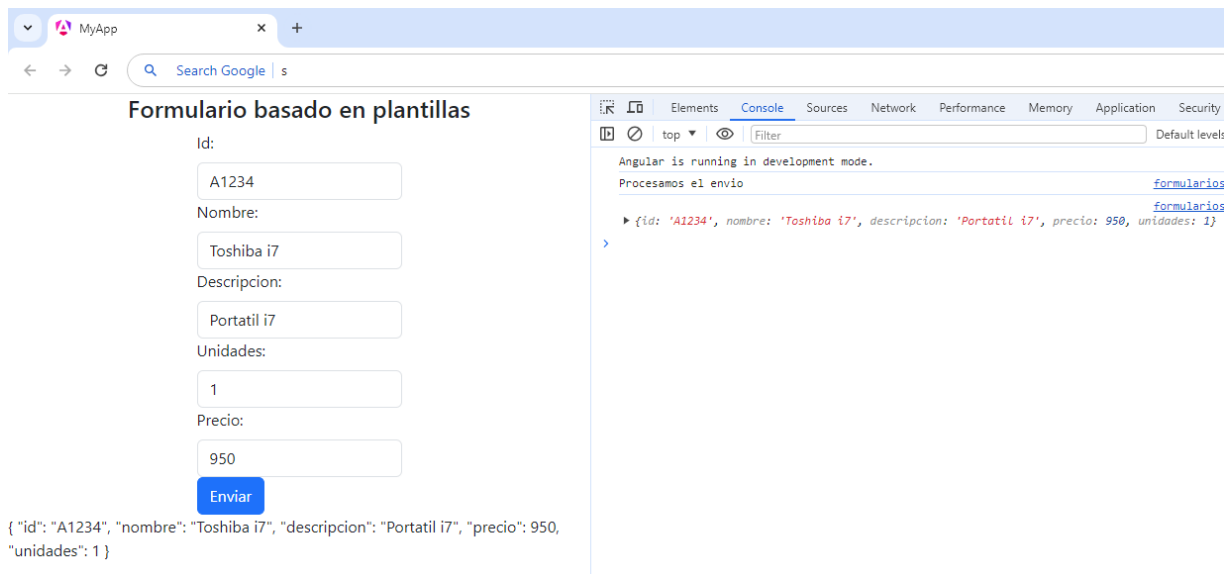 MyApp
Search Google s
Formulario basado en plantillas
Id:
A1234
Nombre:
Toshiba i7
Descripcion:
Portatil i7
Unidades:
1
Precio:
950
Enviar
{ "id": "A1234", "nombre": "Toshiba i7", "descripcion": "Portatil i7", "precio": 950,
"unidades": 1 }
Elements Console Sources Network Performance Memory Application Security
top Filter Default levels
Angular is running in development mode.
Procesamos el envio formularios
formularios
{id: 'A1234', nombre: 'Toshiba i7', descripcion: 'Portatil i7', precio: 950, unidades: 1}